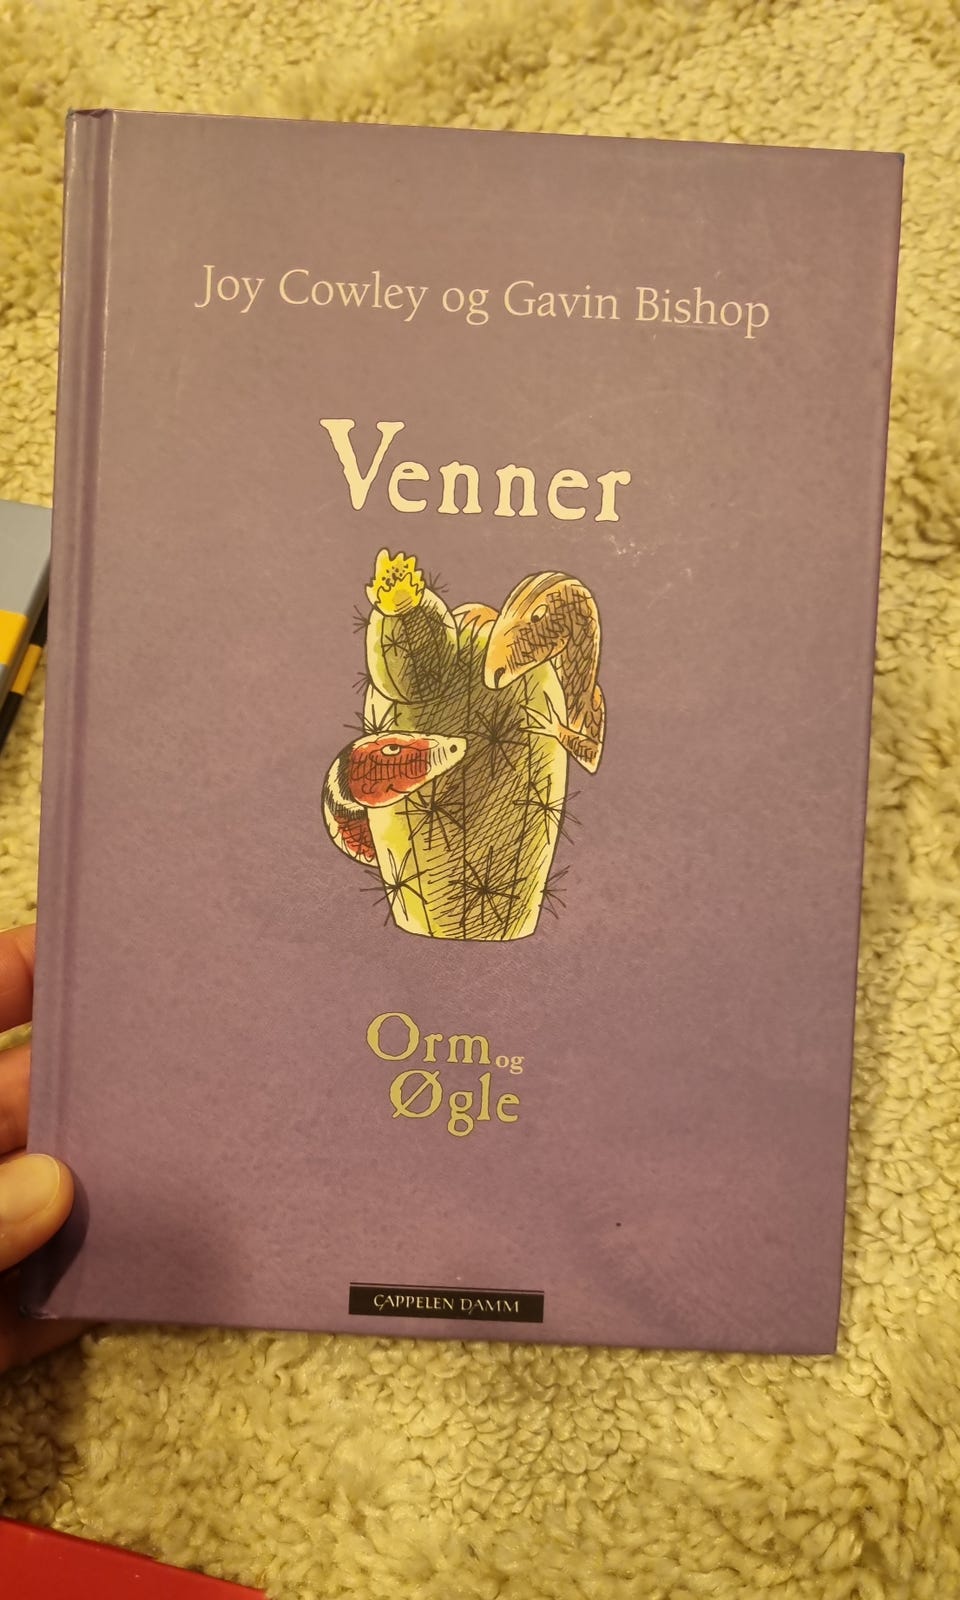 Joy Cowley og Gavin Bishop
Venner
Orm og
Øgle
CAPPELEN DAMM